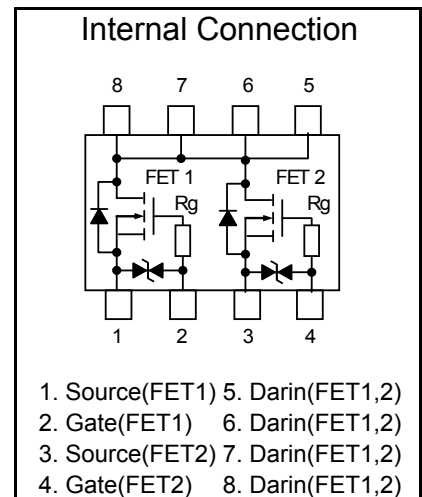 Internal Connection
8 7 6 5
FET 1 FET 2
Rg Rg
1 2 3 4
1. Source(FET1) 5. Darin(FET1,2)
2. Gate(FET1) 6. Darin(FET1,2)
3. Source(FET2) 7. Darin(FET1,2)
4. Gate(FET2) 8. Darin(FET1,2)